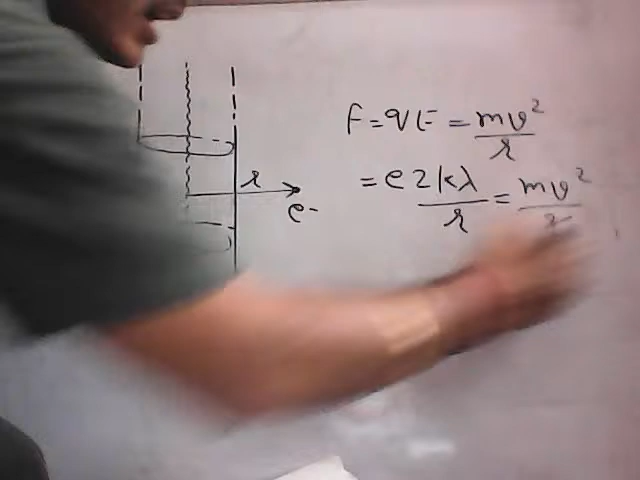 r
e-
F = qE = mv²/r
= e2kλ/r = mv²/r